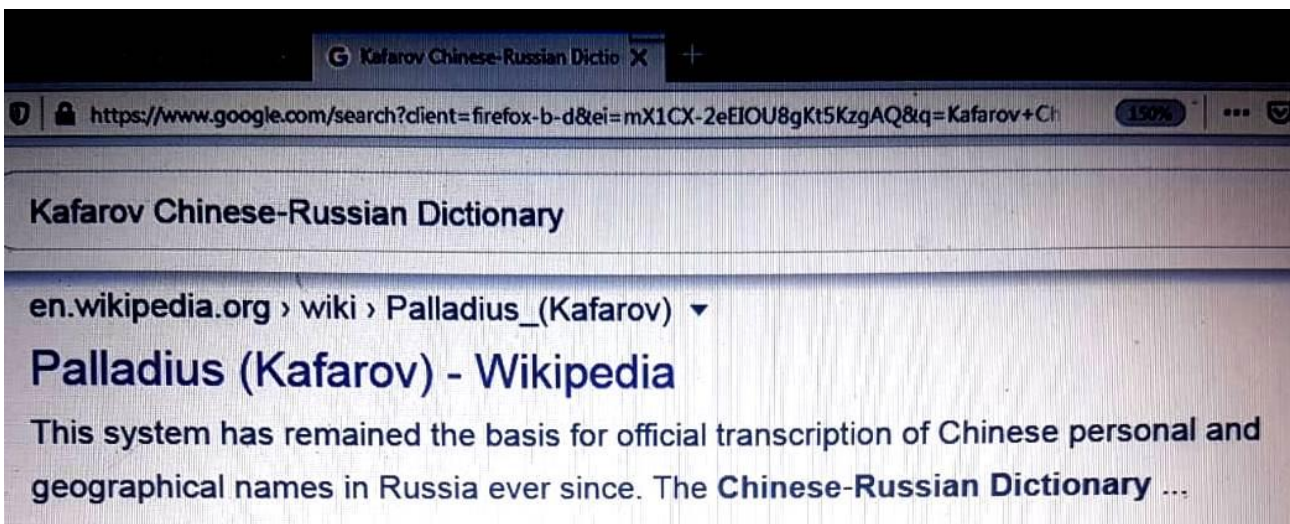 G Kafarov Chinese-Russian Dictio
https://www.google.com/search?client=firefox-b-d&ei=mX1CX-2eEIOU8gKt5KzgAQ&q=Kafarov+Ch 150%
Kafarov Chinese-Russian Dictionary
en.wikipedia.org › wiki › Palladius_(Kafarov)
Palladius (Kafarov) - Wikipedia
This system has remained the basis for official transcription of Chinese personal and
geographical names in Russia ever since. The Chinese-Russian Dictionary ...